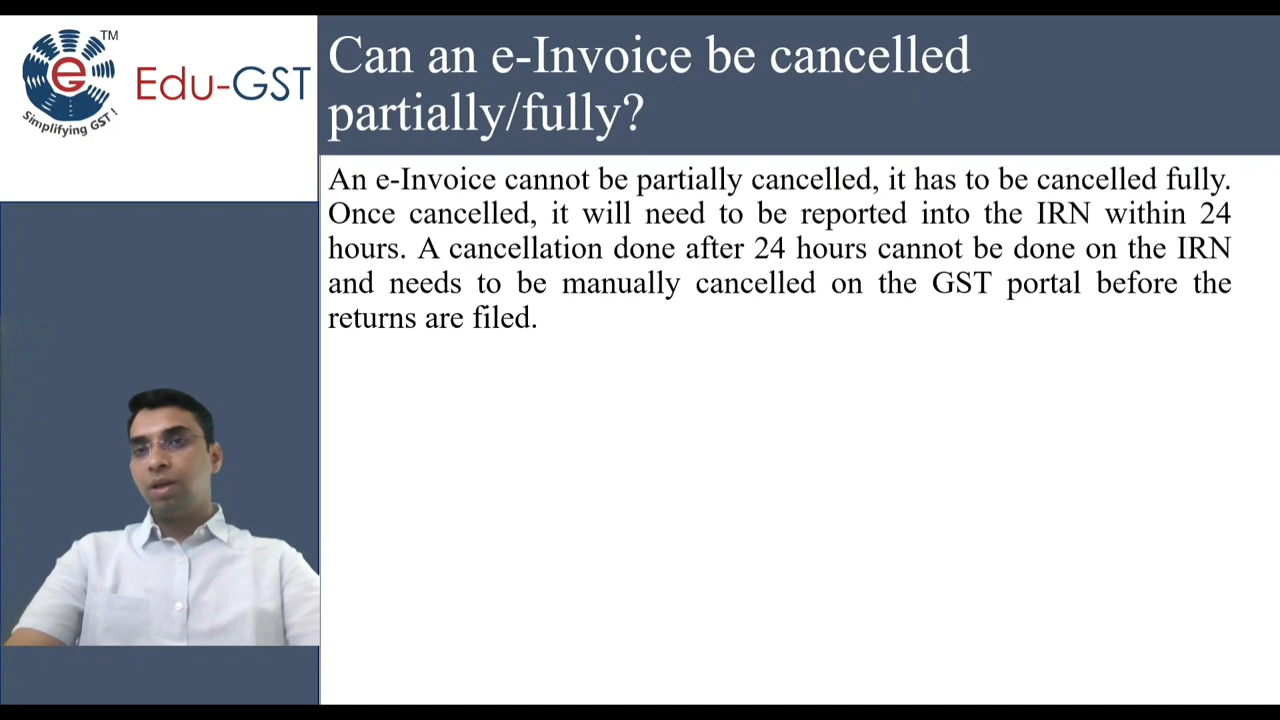 TM
e
Edu-GST
Simplifying GST !
Can an e-Invoice be cancelled
partially/fully?
An e-Invoice cannot be partially cancelled, it has to be cancelled fully.
Once cancelled, it will need to be reported into the IRN within 24
hours. A cancellation done after 24 hours cannot be done on the IRN
and needs to be manually cancelled on the GST portal before the
returns are filed.